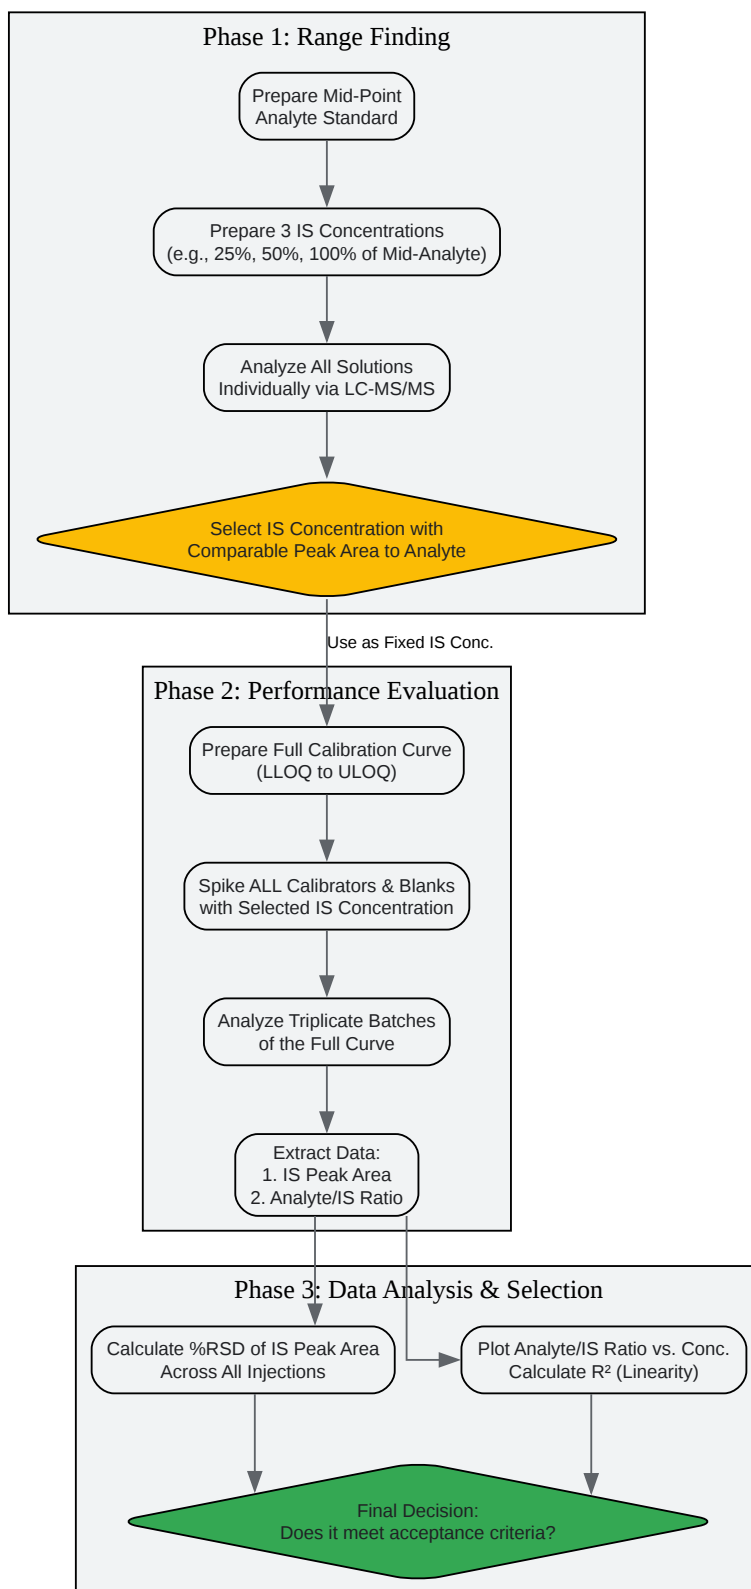 Phase 1: Range Finding
Prepare Mid-Point
Analyte Standard
Prepare 3 IS Concentrations
(e.g., 25%, 50%, 100% of Mid-Analyte)
Analyze All Solutions
Individually via LC-MS/MS
Select IS Concentration with
Comparable Peak Area to Analyte
Use as Fixed IS Conc.
Phase 2: Performance Evaluation
Prepare Full Calibration Curve
(LLOQ to ULOQ)
Spike ALL Calibrators & Blanks
with Selected IS Concentration
Analyze Triplicate Batches
of the Full Curve
Extract Data:
1. IS Peak Area
2. Analyte/IS Ratio
Phase 3: Data Analysis & Selection
Calculate %RSD of IS Peak Area
Across All Injections
Plot Analyte/IS Ratio vs. Conc.
Calculate R² (Linearity)
Final Decision:
Does it meet acceptance criteria?